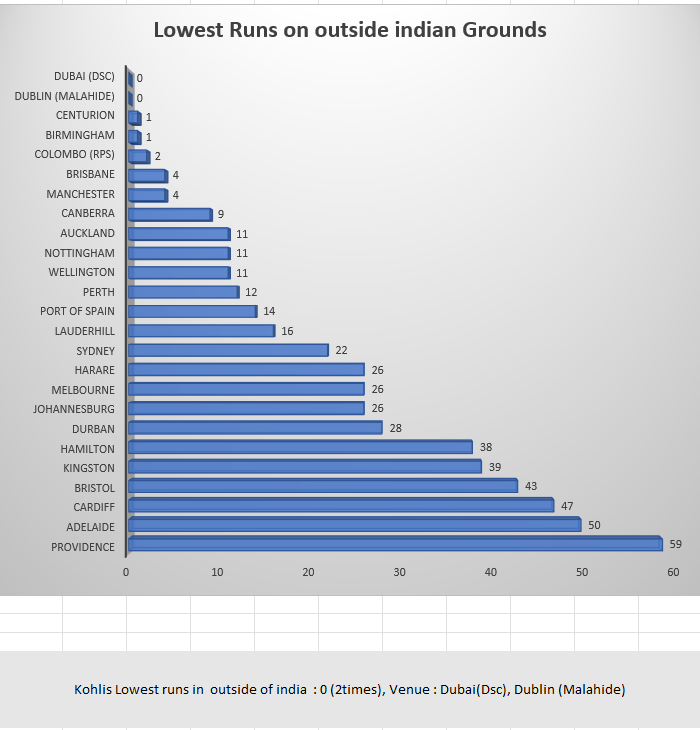 Lowest Runs on outside indian Grounds
DUBAI (DSC) 0
DUBLIN (MALAHIDE) 0
CENTURION 1
BIRMINGHAM 1
COLOMBO (RPS) 2
BRISBANE 4
MANCHESTER 4
CANBERRA 9
AUCKLAND 11
NOTTINGHAM 11
WELLINGTON 11
PERTH 12
PORT OF SPAIN 14
LAUDERHILL 16
SYDNEY 22
HARARE 26
MELBOURNE 26
JOHANNESBURG 26
DURBAN 28
HAMILTON 38
KINGSTON 39
BRISTOL 43
CARDIFF 47
ADELAIDE 50
PROVIDENCE 59
0 10 20 30 40 50 60
Kohlis Lowest runs in outside of india : 0 (2times), Venue : Dubai(Dsc), Dublin (Malahide)